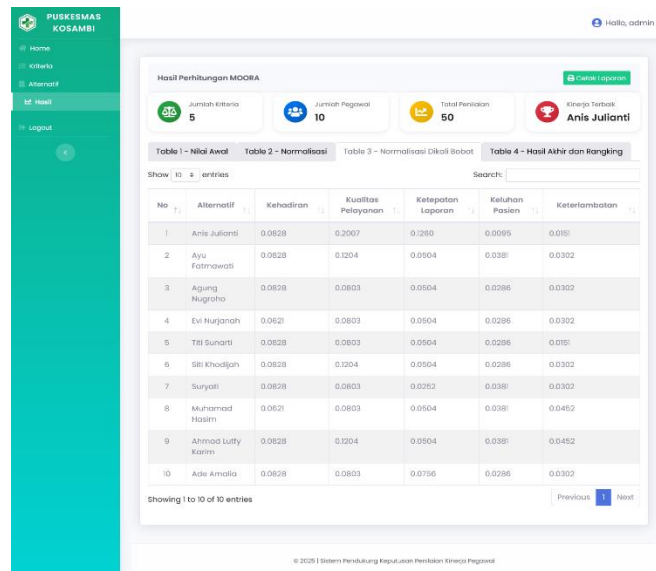 PUSKESMAS
KOSAMBI
Hallo, admin
Home
Kriteria
Alternatif
Hasil
Logout
Hasil Perhitungan MOORA
Cetak Laporan
Jumlah Kriteria
5
Jumlah Pegawai
10
Total Penilaian
50
Kinerja Terbaik
Anis Julianti
Table 1 - Nilai Awal Table 2 - Normalisasi Table 3 - Normalisasi Dikali Bobot Table 4 - Hasil Akhir dan Rangking
Show 10 entries Search:
No Alternatif Kehadiran Kualitas Pelayanan Ketepatan Laporan Keluhan Pasien Keterlambatan
1 Anis Julianti 0.0828 0.2007 0.1260 0.0095 0.0151
2 Ayu Fatmawati 0.0828 0.1204 0.0504 0.0381 0.0302
3 Agung Nugroho 0.0828 0.0803 0.0504 0.0286 0.0302
4 Evi Nurjanah 0.0621 0.0803 0.0504 0.0286 0.0302
5 Titi Sunarti 0.0828 0.0803 0.0504 0.0286 0.0151
6 Siti Khodijah 0.0828 0.1204 0.0504 0.0286 0.0302
7 Suryati 0.0828 0.0803 0.0252 0.0381 0.0302
8 Muhamad Hasim 0.0621 0.0803 0.0504 0.0381 0.0452
9 Ahmad Lutfy Karim 0.0828 0.1204 0.0504 0.0381 0.0452
10 Ade Amalia 0.0828 0.0803 0.0756 0.0286 0.0302
Showing 1 to 10 of 10 entries
Previous 1 Next
© 2025 | Sistem Pendukung Keputusan Penilaian Kinerja Pegawai